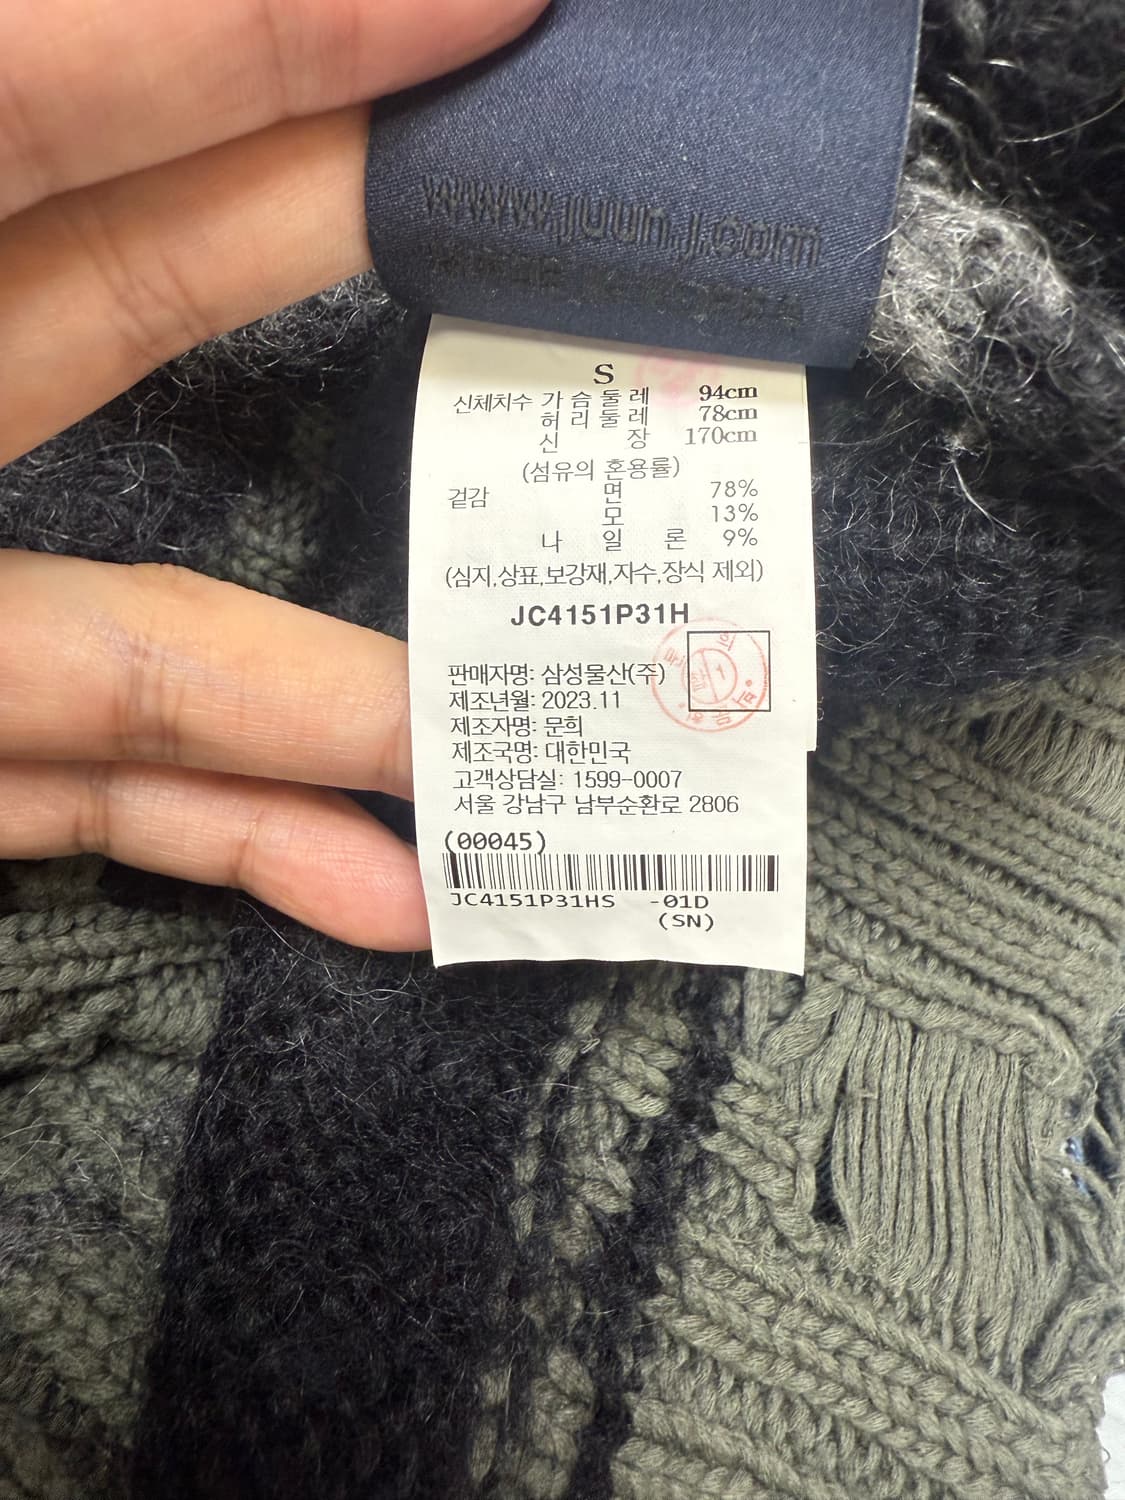 www.juun.j.com
MADE IN KOREA
S
신체치수 가 슴 둘 레 94cm
허 리 둘 레 78cm
신 장 170cm
(섬유의 혼용률)
겉감 면 78%
모 13%
나 일 론 9%
(심지,상표,보강재,자수,장식 제외)
JC4151P31H
판매자명: 삼성물산(주)
제조년월: 2023.11
제조자명: 문희
제조국명: 대한민국
고객상담실: 1599-0007
서울 강남구 남부순환로 2806
(00045)
JC4151P31HS -01D
(SN)